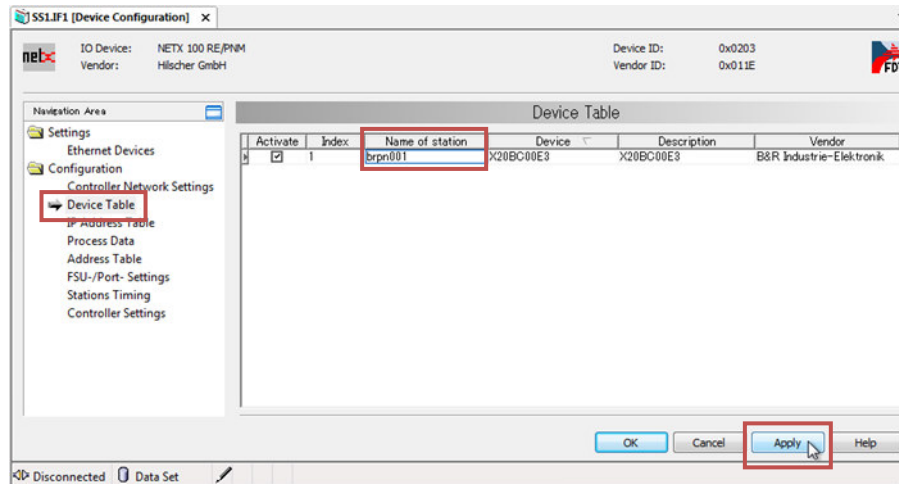 SS1.IF1 [Device Configuration] x
netx
IO Device: NETX 100 RE/PNM
Vendor: Hilscher GmbH
Device ID: 0x0203
Vendor ID: 0x011E
FDT
Navigation Area
Settings
Ethernet Devices
Configuration
Controller Network Settings
Device Table
IP Address Table
Process Data
Address Table
FSU-/Port- Settings
Stations Timing
Controller Settings
Device Table
Activate Index Name of station Device Description Vendor
1 brpn001 X20BC00E3 X20BC00E3 B&R Industrie-Elektronik
OK Cancel Apply Help
Disconnected Data Set